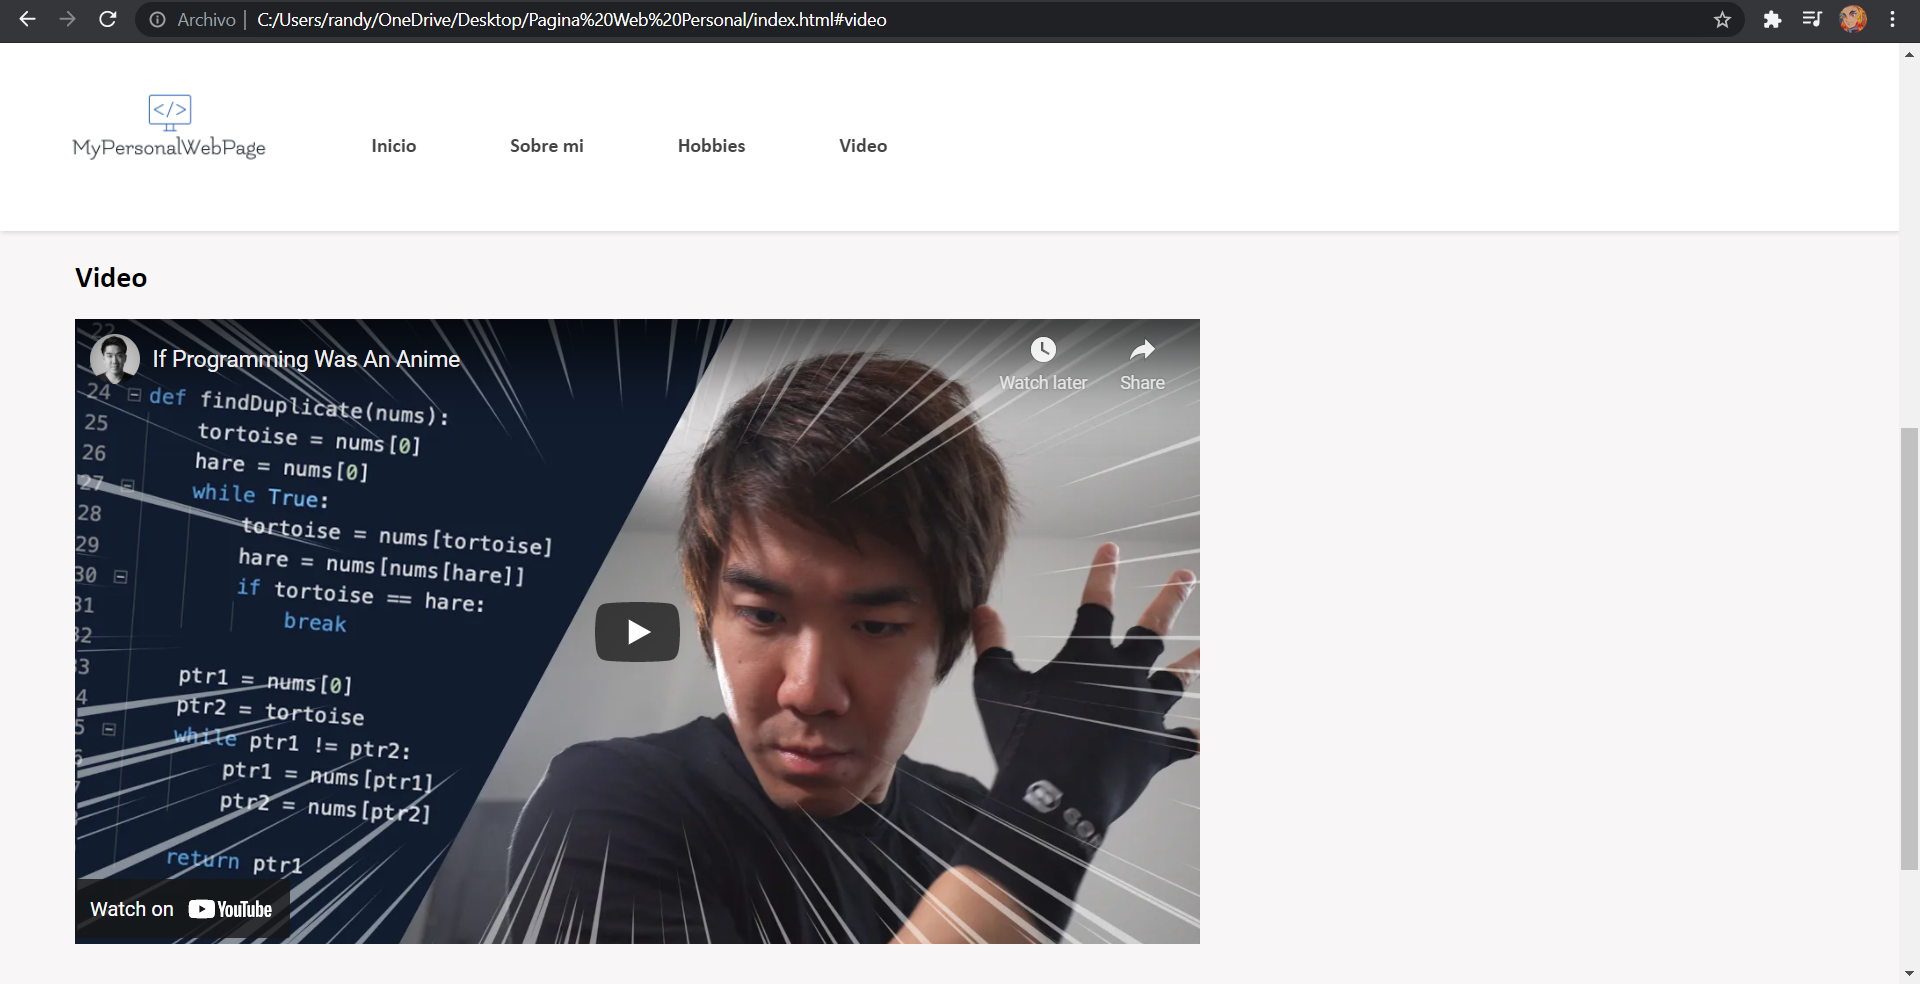 Archivo | C:/Users/randy/OneDrive/Desktop/Pagina%20Web%20Personal/index.html#video
</>
MyPersonalWebPage
Inicio
Sobre mi
Hobbies
Video
Video
If Programming Was An Anime
Watch later
Share
22
24 def findDuplicate(nums):
25 tortoise = nums[0]
26 hare = nums[0]
27 while True:
28 tortoise = nums[tortoise]
29 hare = nums[nums[hare]]
30 if tortoise == hare:
31 break
32
33 ptr1 = nums[0]
4 ptr2 = tortoise
5 while ptr1 != ptr2:
ptr1 = nums[ptr1]
ptr2 = nums[ptr2]
return ptr1
Watch on YouTube